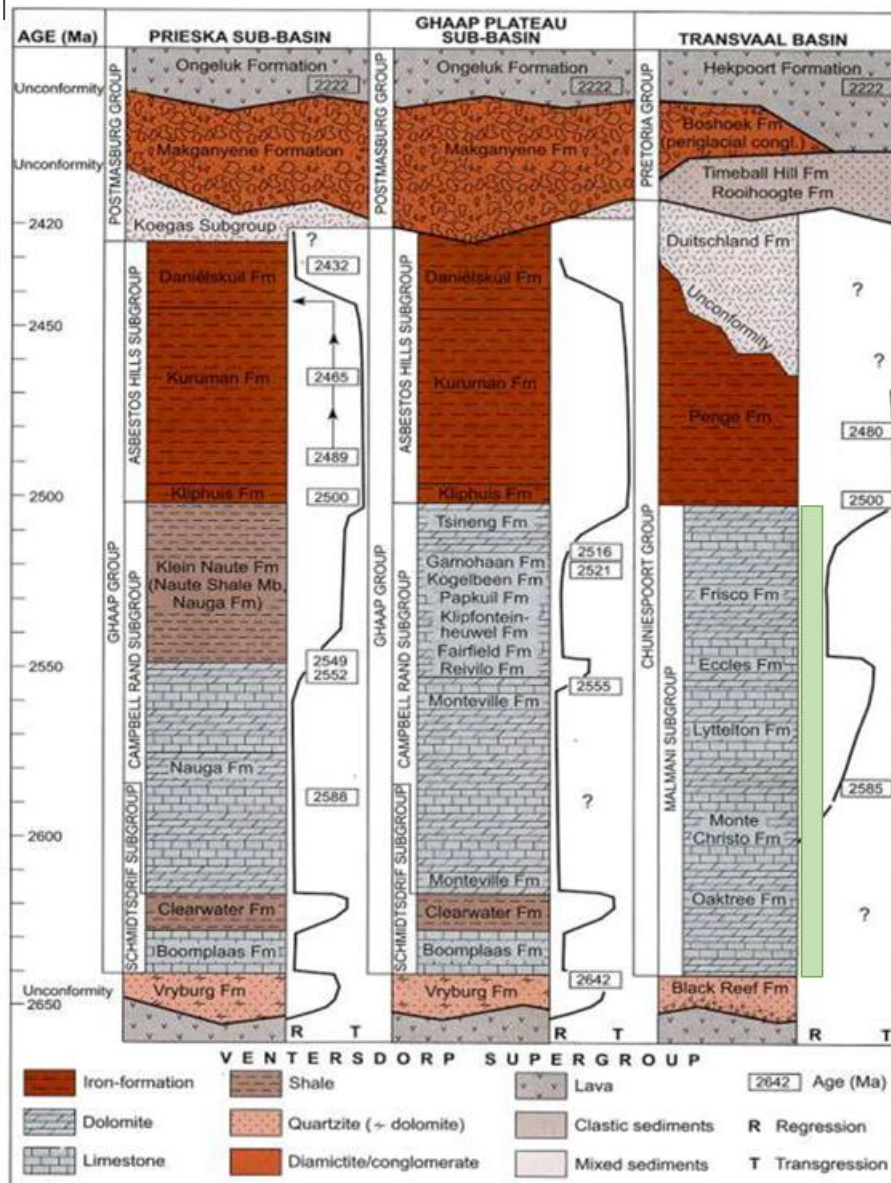 AGE (Ma)
PRIESKA SUB-BASIN
GHAAP PLATEAU
SUB-BASIN
TRANSVAAL BASIN
Unconformity
Unconformity
2420
2450
2500
2550
2600
Unconformity
2650
POSTMASBURG GROUP
Ongeluk Formation
2222
Makganyene Formation
Koegas Subgroup
?
GHAAP GROUP
ASBESTOS HILLS SUBGROUP
Daniëlskuil Fm
2432
Kuruman Fm
2465
2489
Kliphuis Fm
2500
CAMPBELL RAND SUBGROUP
Klein Naute Fm
(Naute Shale Mb,
Nauga Fm)
2549
2552
Nauga Fm
2588
SCHMIDTSDRIF SUBGROUP
Clearwater Fm
Boomplaas Fm
Vryburg Fm
R T
POSTMASBURG GROUP
Ongeluk Formation
2222
Makganyene Fm
GHAAP GROUP
ASBESTOS HILLS SUBGROUP
Daniëlskuil Fm
Kuruman Fm
Kliphuis Fm
CAMPBELL RAND SUBGROUP
Tsineng Fm
Gamohaan Fm
2516
Kogelbeen Fm
2521
Papkuil Fm
Klipfontein-
heuwel Fm
Fairfield Fm
Reivilo Fm
2555
Monteville Fm
?
SCHMIDTSDRIF SUBGROUP
Monteville Fm
Clearwater Fm
Boomplaas Fm
2642
Vryburg Fm
R T
PRETORIA GROUP
Hekpoort Formation
2222
Boshoek Fm
(periglacial congl.)
Timeball Hill Fm
Rooihoogte Fm
CHUNIESPOORT GROUP
Duitschland Fm
?
Unconformity
?
Penge Fm
2480
2500
MALMANI SUBGROUP
Frisco Fm
Eccles Fm
Lyttelton Fm
2585
Monte
Christo Fm
Oaktree Fm
?
Black Reef Fm
R T
VENTERSDORP SUPERGROUP
Iron-formation
Shale
Lava
2642 Age (Ma)
Dolomite
Quartzite (+ dolomite)
Clastic sediments
R Regression
Limestone
Diamictite/conglomerate
Mixed sediments
T Transgression